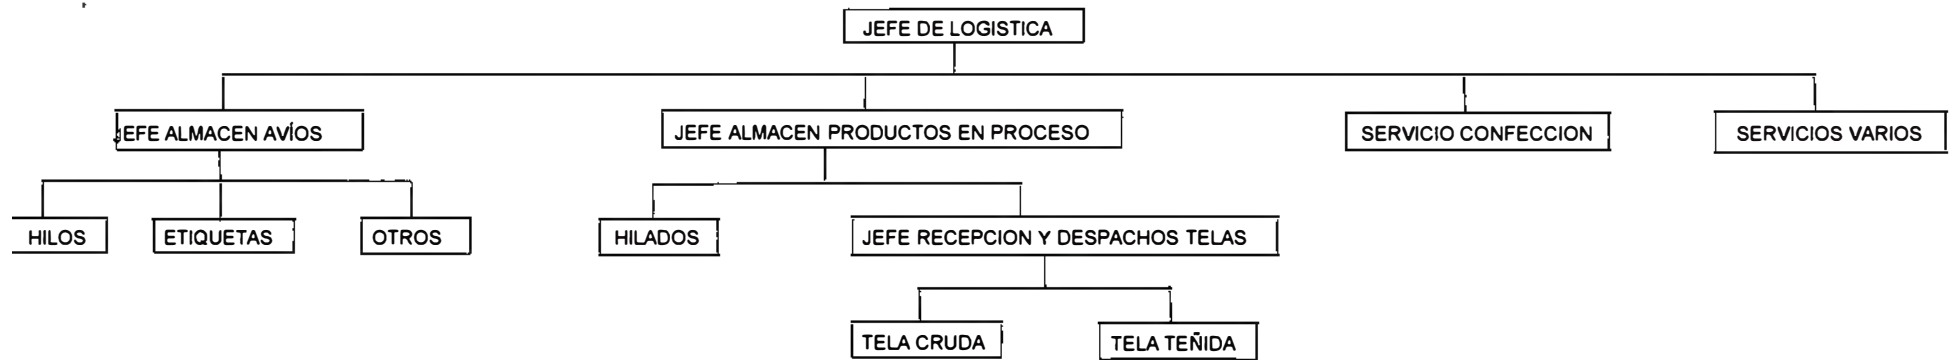 JEFE DE LOGISTICA
JEFE ALMACEN AVÍOS
JEFE ALMACEN PRODUCTOS EN PROCESO
SERVICIO CONFECCION
SERVICIOS VARIOS
HILOS
ETIQUETAS
OTROS
HILADOS
JEFE RECEPCION Y DESPACHOS TELAS
TELA CRUDA
TELA TEÑIDA